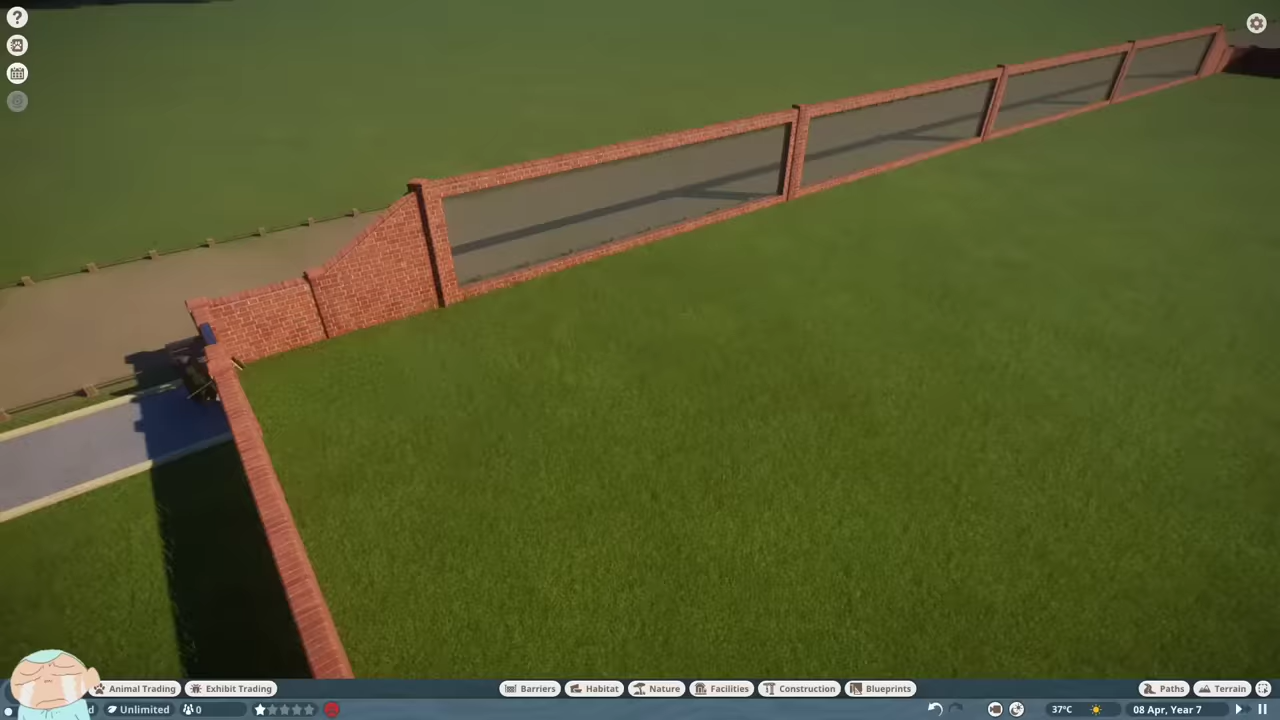 ?
Animal Trading
Exhibit Trading
Barriers
Habitat
Nature
Facilities
Construction
Blueprints
Paths
Terrain
d
Unlimited
0
37°C
08 Apr, Year 7